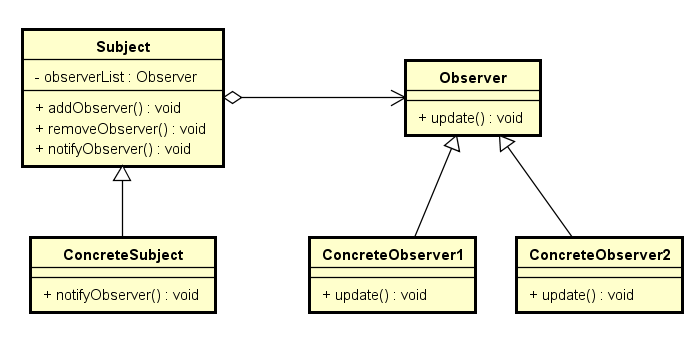 Subject
- observerList : Observer
+ addObserver() : void
+ removeObserver() : void
+ notifyObserver() : void
Observer
+ update() : void
ConcreteSubject
+ notifyObserver() : void
ConcreteObserver1
+ update() : void
ConcreteObserver2
+ update() : void